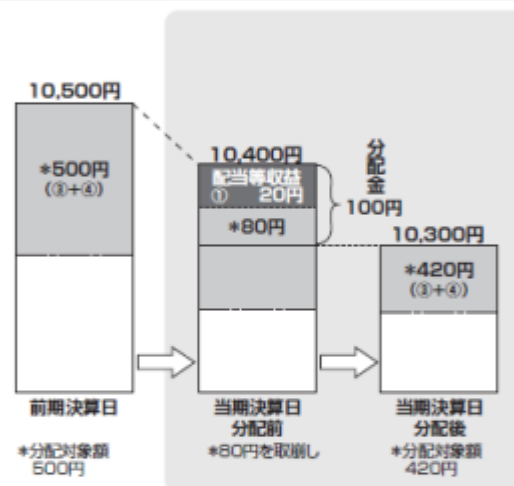 10,500円
*500円
(③+④)
前期決算日
*分配対象額
500円
10,400円
配当等収益
① 20円
*80円
分配金
100円
当期決算日
分配前
*80円を取崩し
10,300円
*420円
(③+④)
当期決算日
分配後
*分配対象額
420円